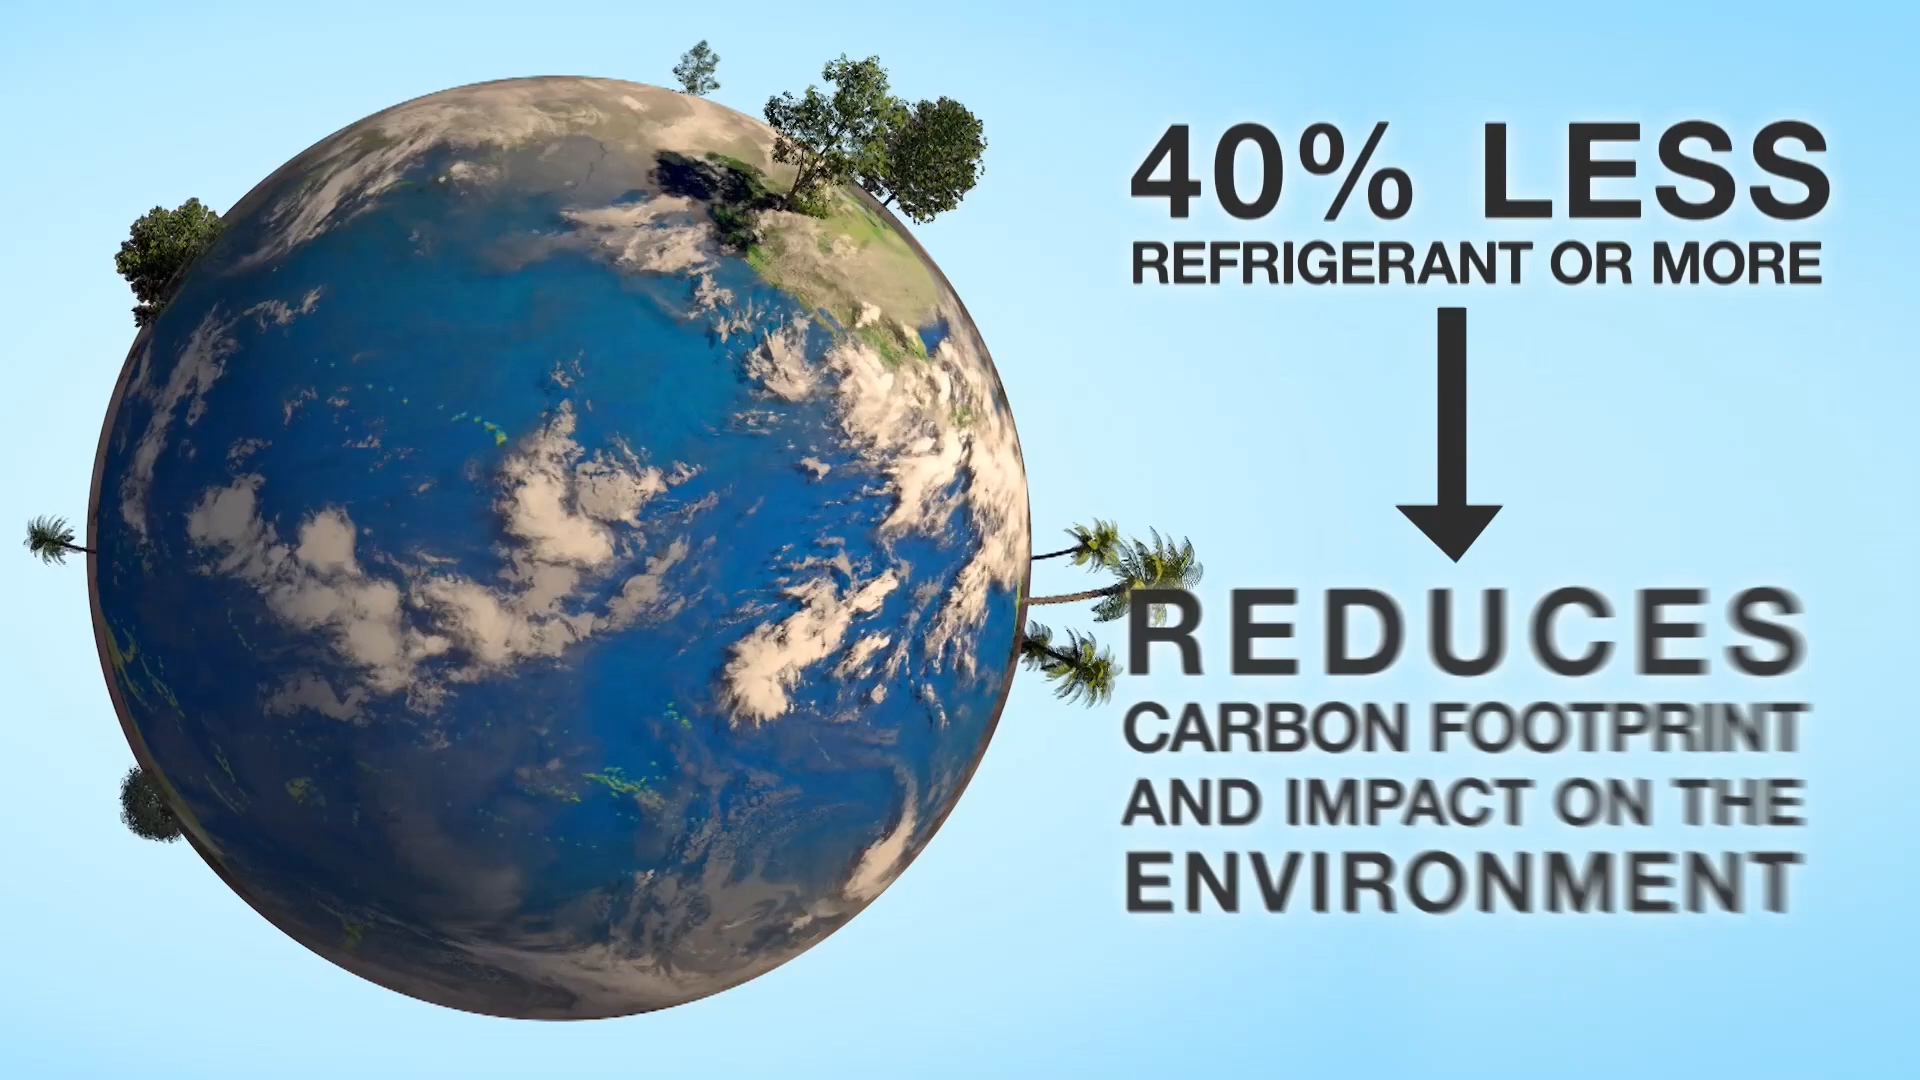 40% LESS
REFRIGERANT OR MORE
REDUCES
CARBON FOOTPRINT
AND IMPACT ON THE
ENVIRONMENT